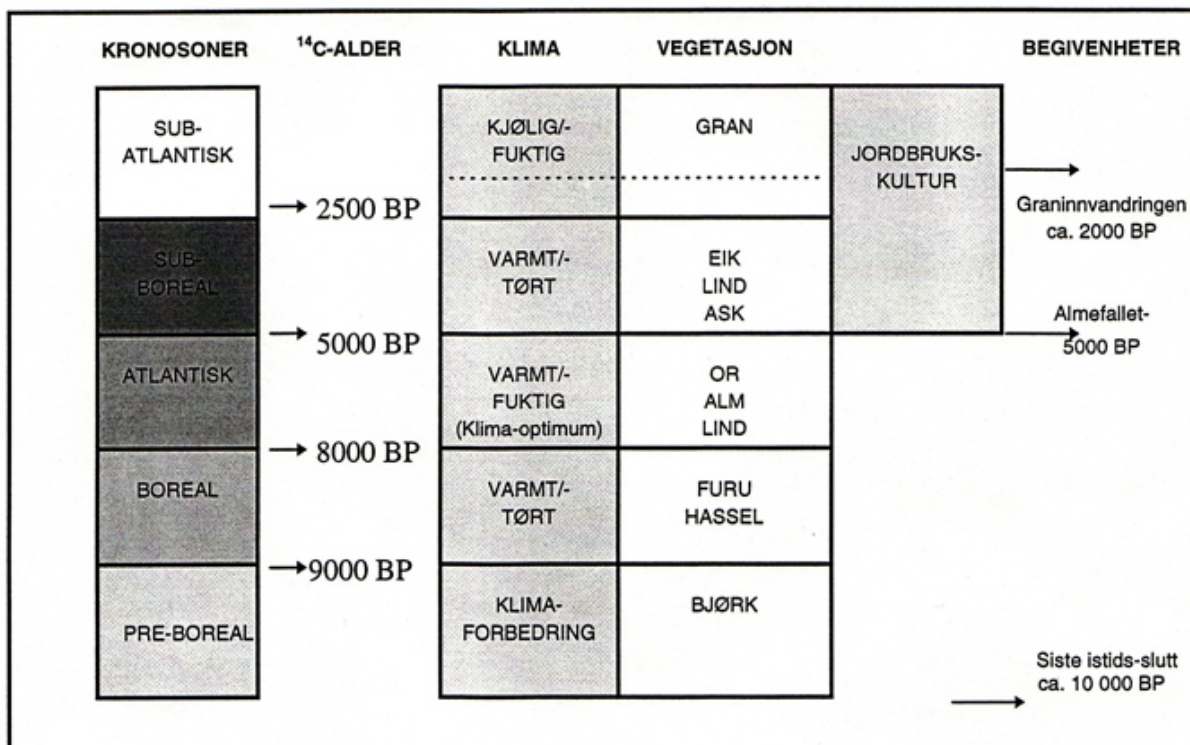 KRONOSONER
¹⁴C-ALDER
KLIMA
VEGETASJON
BEGIVENHETER
SUB-
ATLANTISK
KJØLIG/-
FUKTIG
GRAN
JORDBRUKS-
KULTUR
2500 BP
Graninnvandringen
ca. 2000 BP
SUB-
BOREAL
VARMT/-
TØRT
EIK
LIND
ASK
5000 BP
Almefallet-
5000 BP
ATLANTISK
VARMT/-
FUKTIG
(Klima-optimum)
OR
ALM
LIND
8000 BP
BOREAL
VARMT/-
TØRT
FURU
HASSEL
9000 BP
PRE-BOREAL
KLIMA-
FORBEDRING
BJØRK
Siste istids-slutt
ca. 10 000 BP